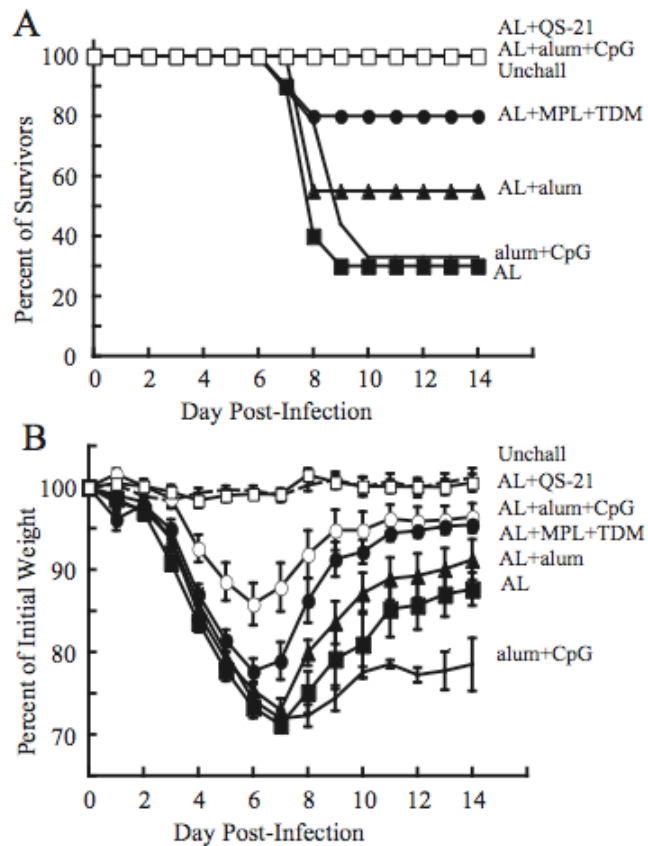 A
AL+QS-21
AL+alum+CpG
Unchall
AL+MPL+TDM
AL+alum
alum+CpG
AL
Percent of Survivors
100
80
60
40
20
0
0 2 4 6 8 10 12 14
Day Post-Infection
B
Unchall
AL+QS-21
AL+alum+CpG
AL+MPL+TDM
AL+alum
AL
alum+CpG
Percent of Initial Weight
100
90
80
70
0 2 4 6 8 10 12 14
Day Post-Infection